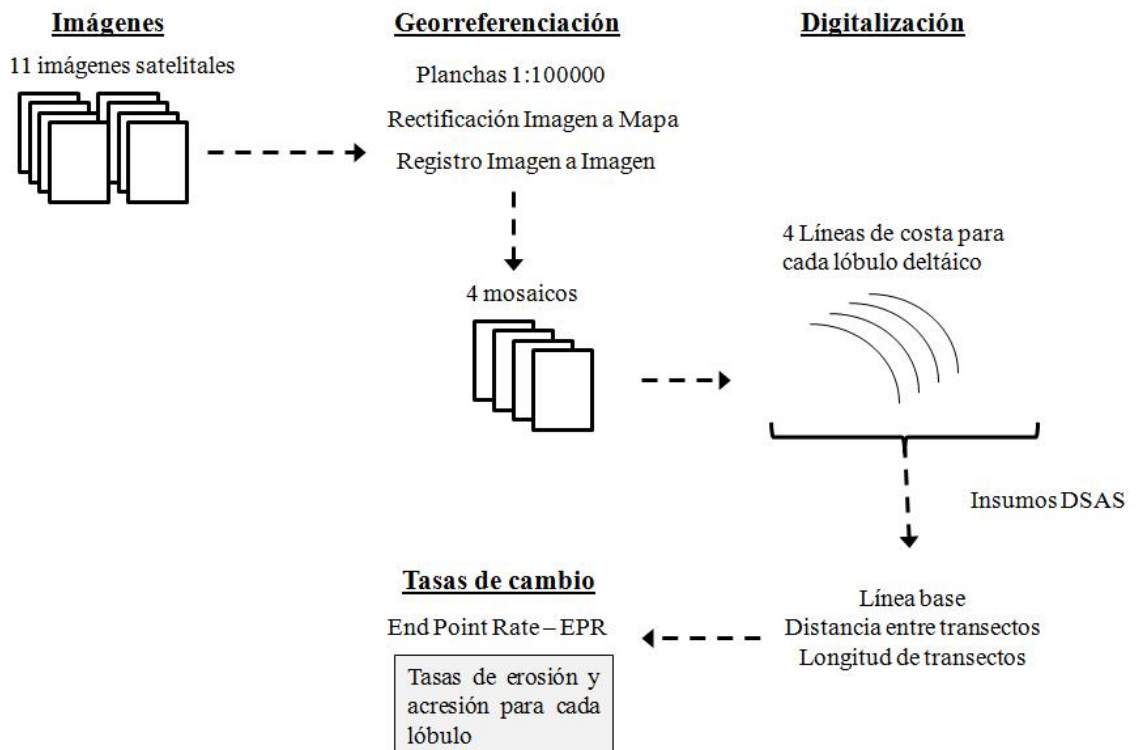 Imágenes
11 imágenes satelitales
Georreferenciación
Planchas 1:100000
Rectificación Imagen a Mapa
Registro Imagen a Imagen
4 mosaicos
Digitalización
4 Líneas de costa para
cada lóbulo deltáico
Insumos DSAS
Línea base
Distancia entre transectos
Longitud de transectos
Tasas de cambio
End Point Rate – EPR
Tasas de erosión y
acresión para cada
lóbulo